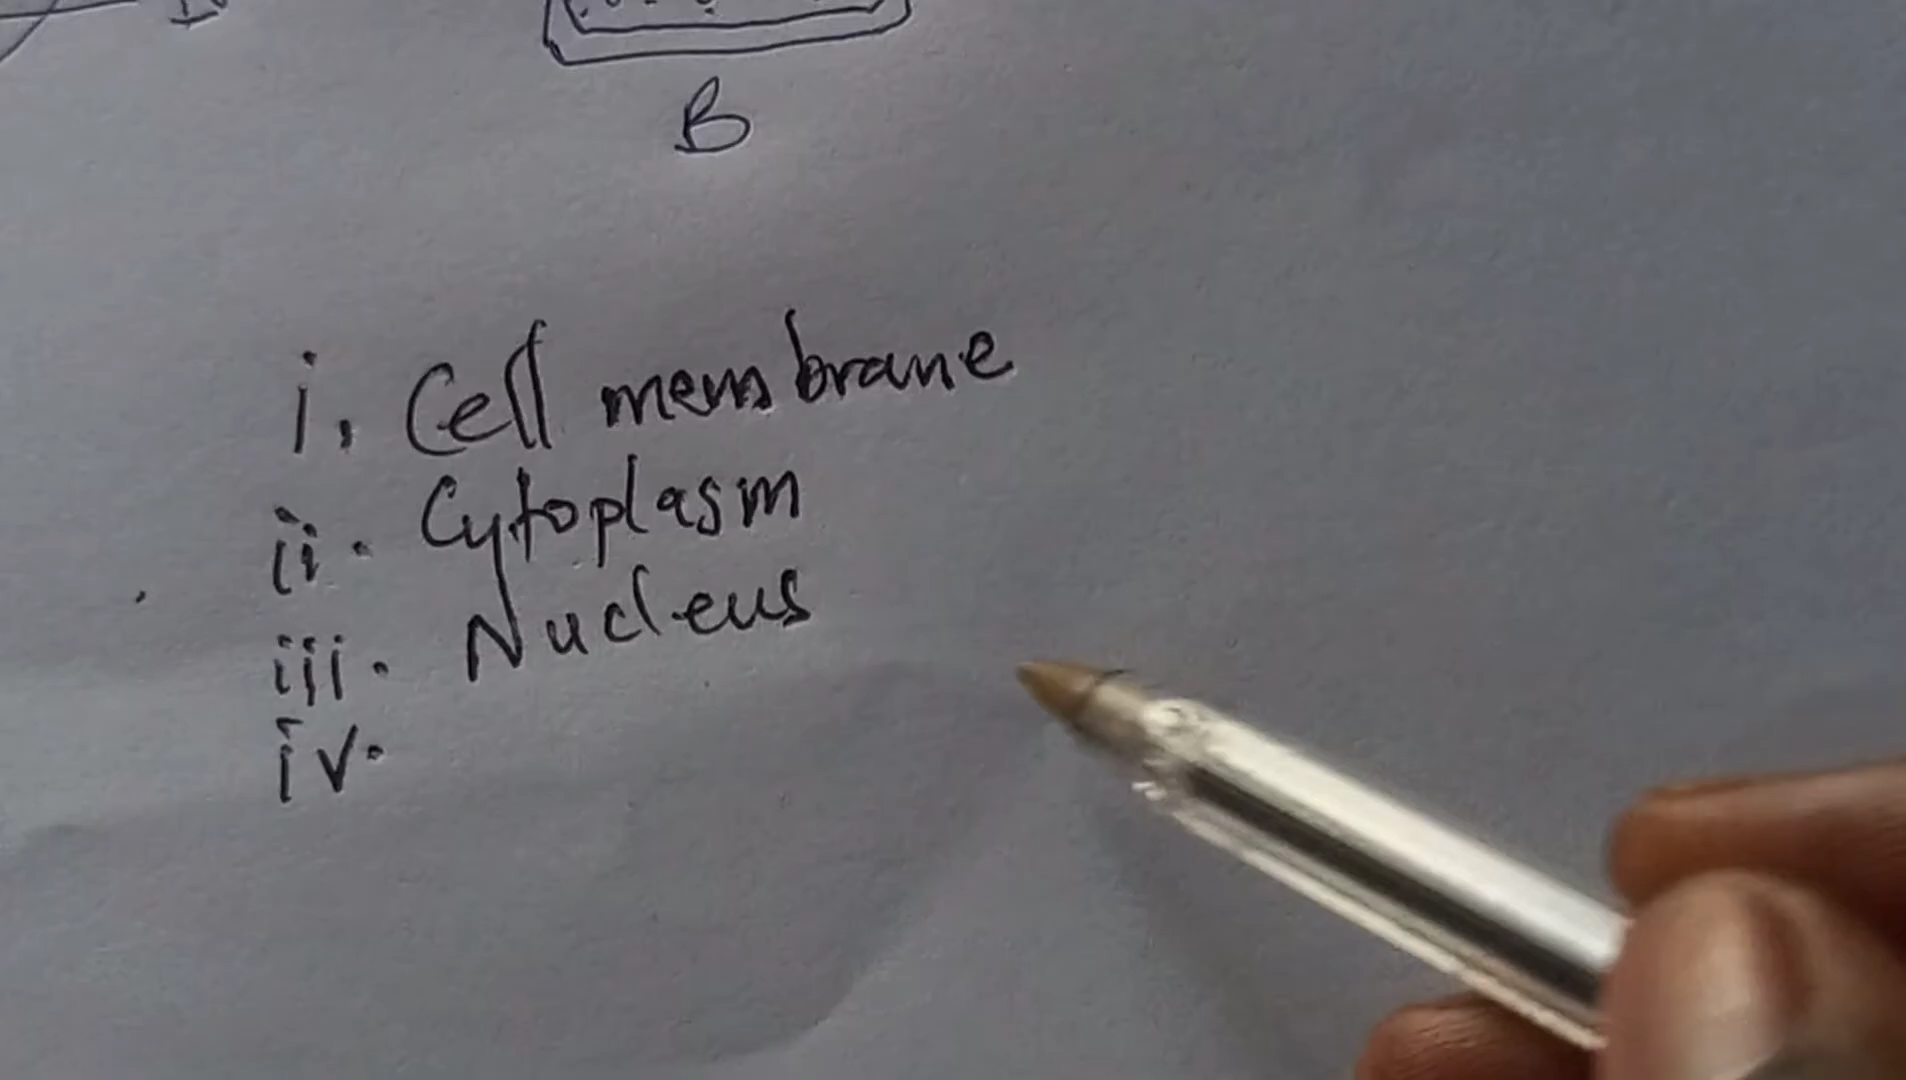 B
i. Cell membrane
ii. Cytoplasm
iii. Nucleus
iv.